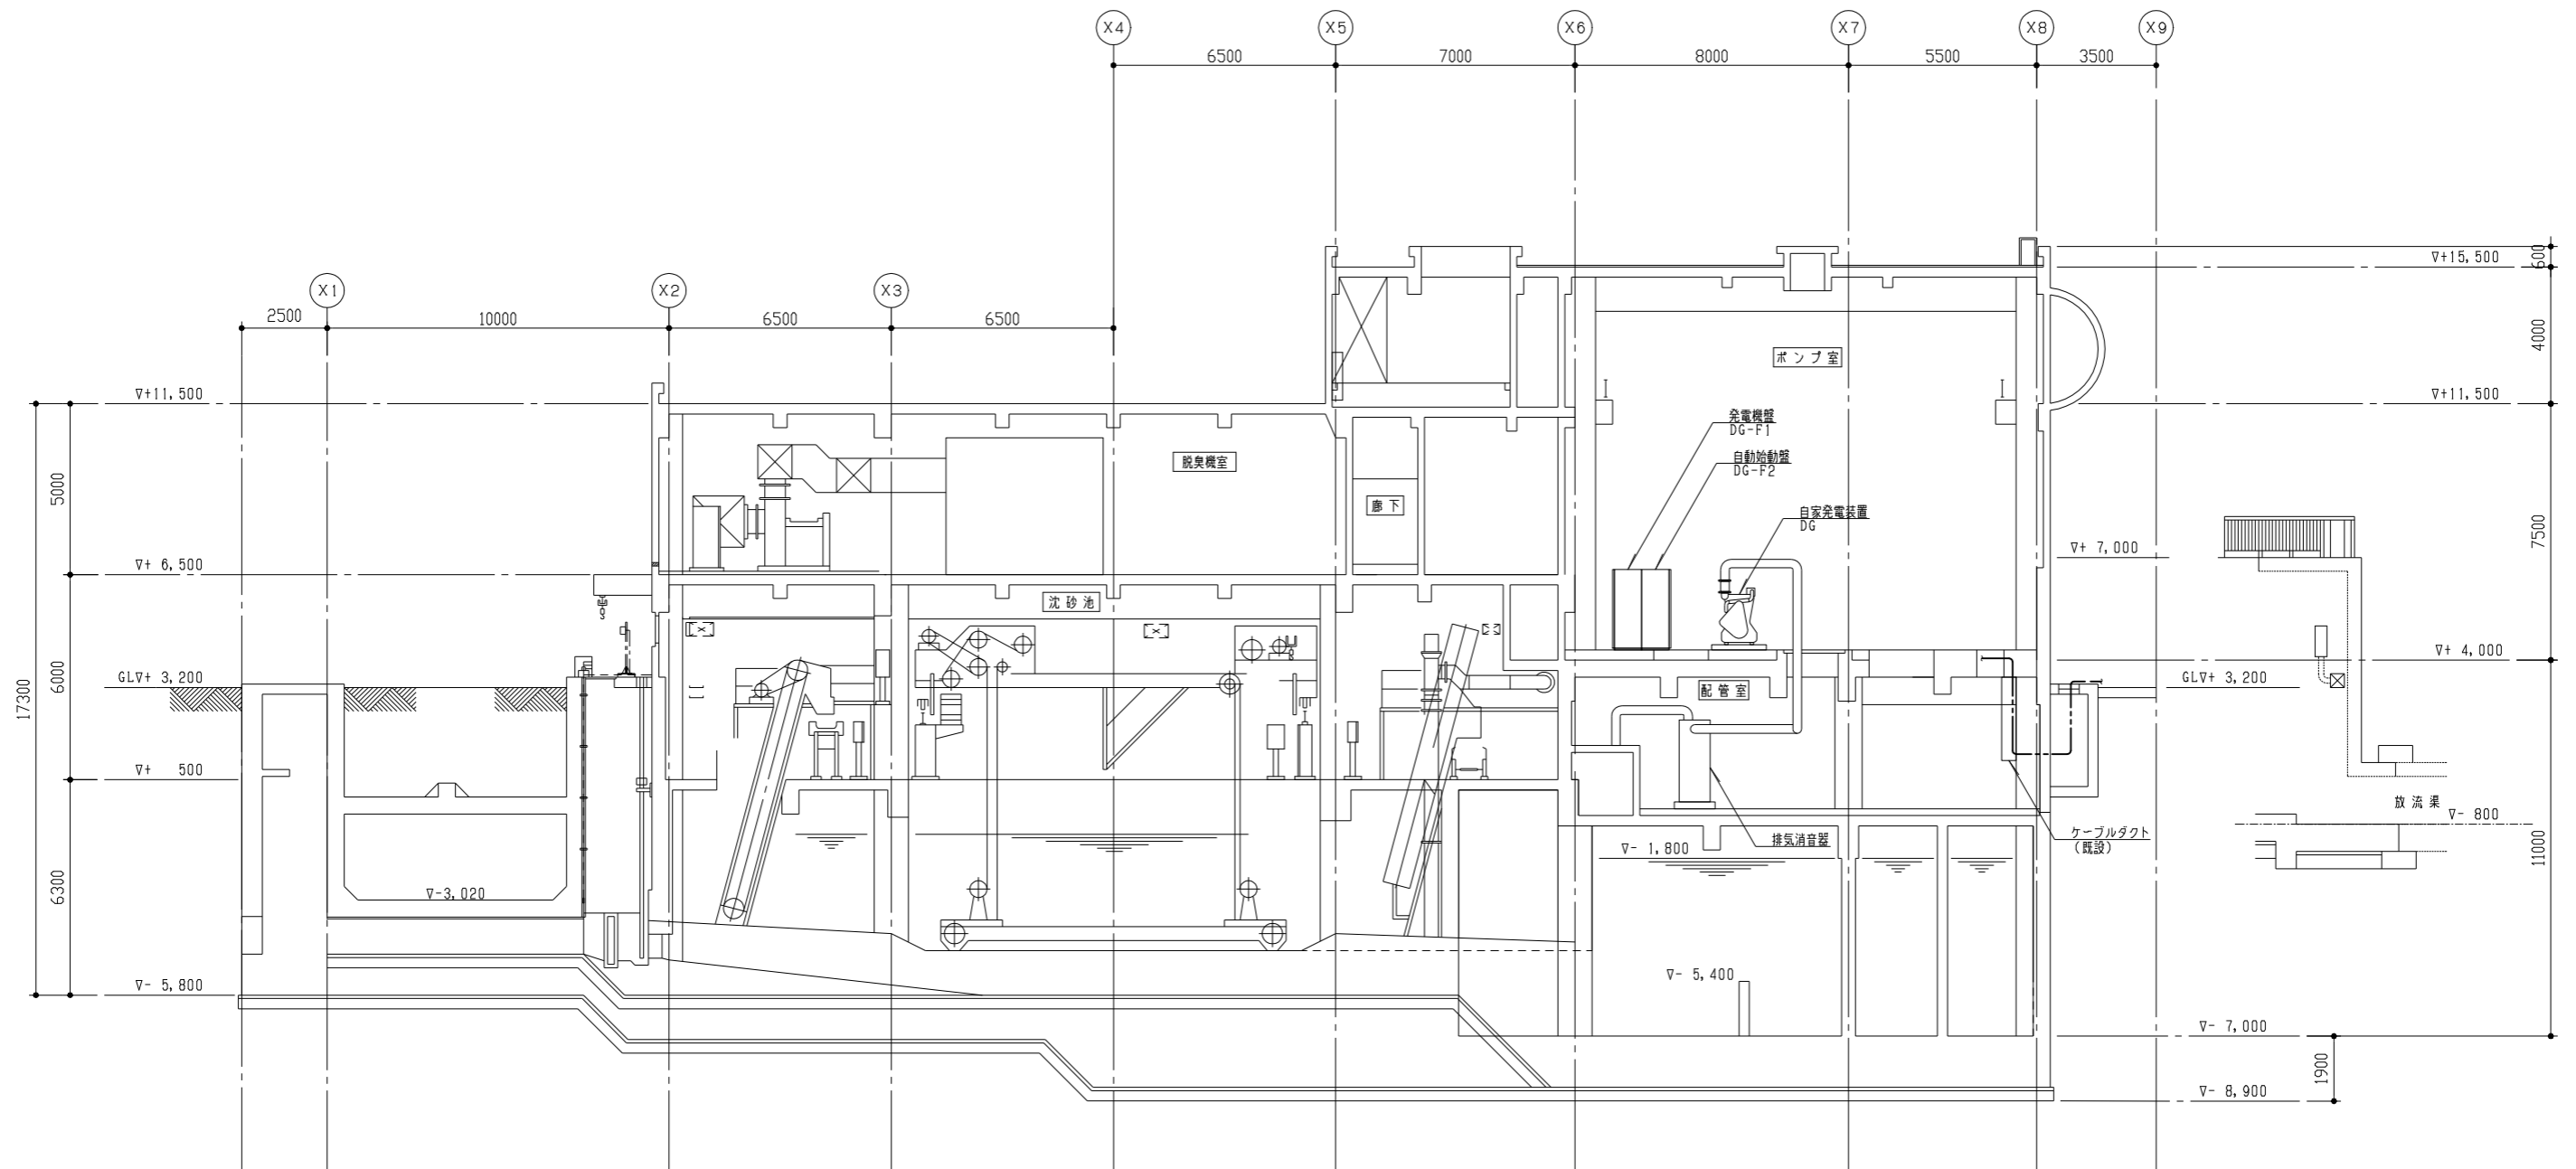 X4
X5
X6
X7
X8
X9
6500
7000
8000
5500
3500
X1
X2
X3
2500
10000
6500
6500
∇+15,500
600
4000
ポンプ室
∇+11,500
∇+11,500
発電機盤
DG-F1
自動始動盤
DG-F2
脱臭機室
廊下
自家発電装置
DG
5000
7500
∇+ 7,000
∇+ 6,500
沈砂池
∇+ 4,000
GL∇+ 3,200
GL∇+ 3,200
配管室
6000
17300
∇+ 500
放流渠
∇- 800
ケーブルダクト
(既設)
排気消音器
∇- 1,800
11000
6300
∇-3,020
∇- 5,400
∇- 5,800
∇- 7,000
1900
∇- 8,900